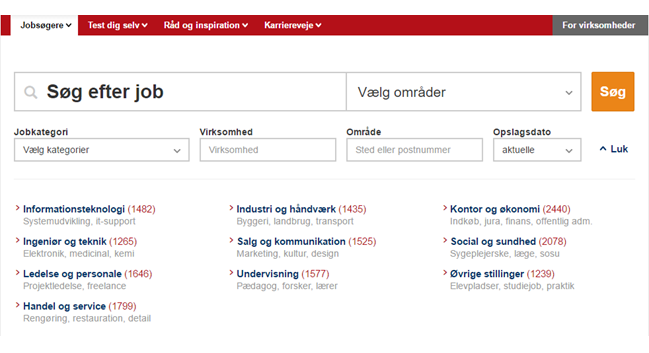 Jobsøgere Test dig selv Råd og inspiration Karriereveje For virksomheder
Søg efter job Vælg områder Søg
Jobkategori Virksomhed Område Opslagsdato
Vælg kategorier Virksomhed Sted eller postnummer aktuelle Luk
Informationsteknologi (1482) Industri og håndværk (1435) Kontor og økonomi (2440)
Systemudvikling, it-support Byggeri, landbrug, transport Indkøb, jura, finans, offentlig adm.
Ingeniør og teknik (1265) Salg og kommunikation (1525) Social og sundhed (2078)
Elektronik, medicinal, kemi Marketing, kultur, design Sygeplejerske, læge, sosu
Ledelse og personale (1646) Undervisning (1577) Øvrige stillinger (1239)
Projektledelse, freelance Pædagog, forsker, lærer Elevpladser, studiejob, praktik
Handel og service (1799)
Rengøring, restauration, detail